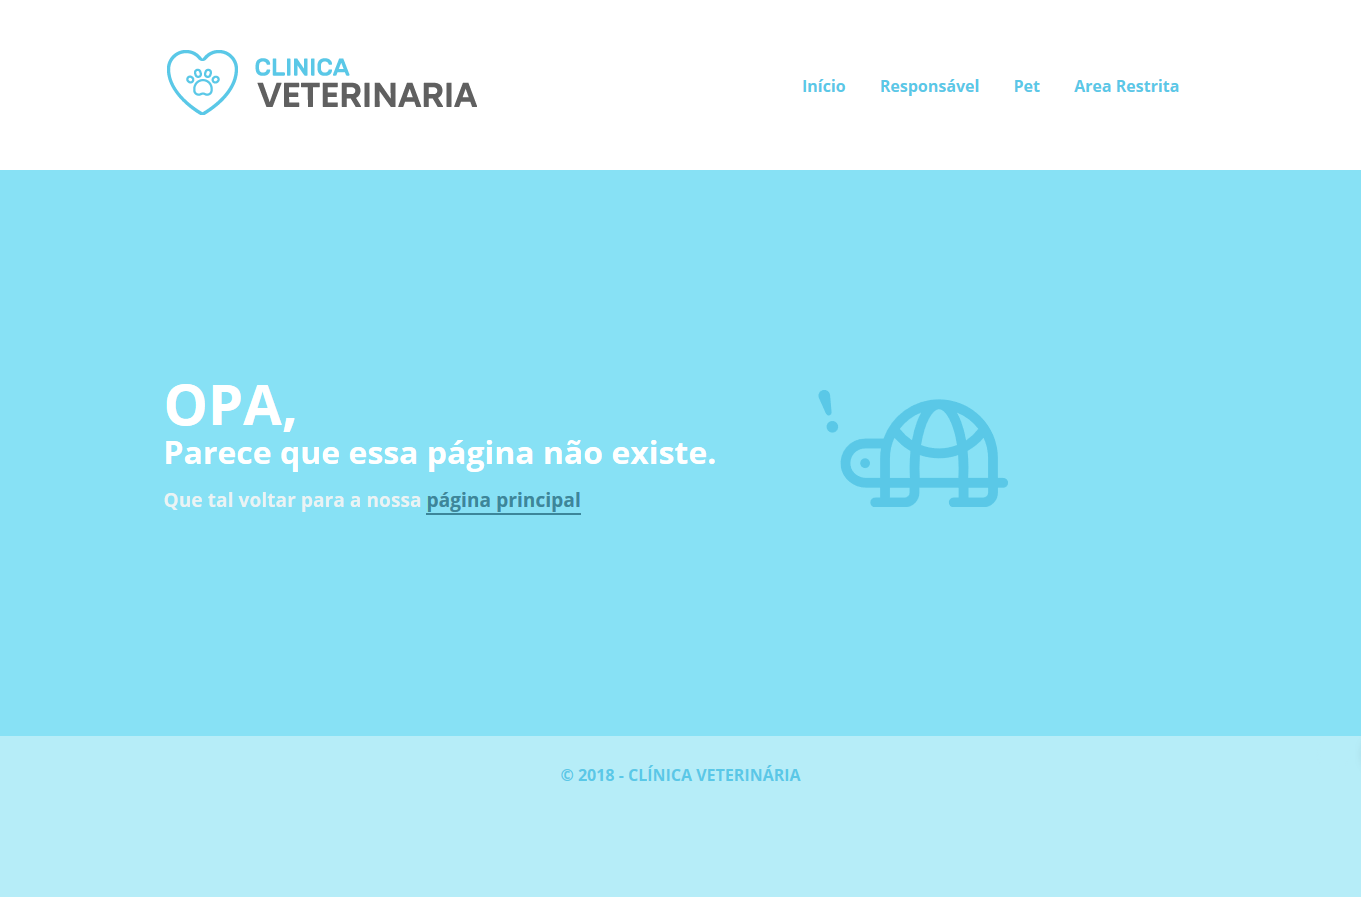 CLINICA
VETERINARIA
Início Responsável Pet Area Restrita
OPA,
Parece que essa página não existe.
Que tal voltar para a nossa página principal
© 2018 - CLÍNICA VETERINÁRIA